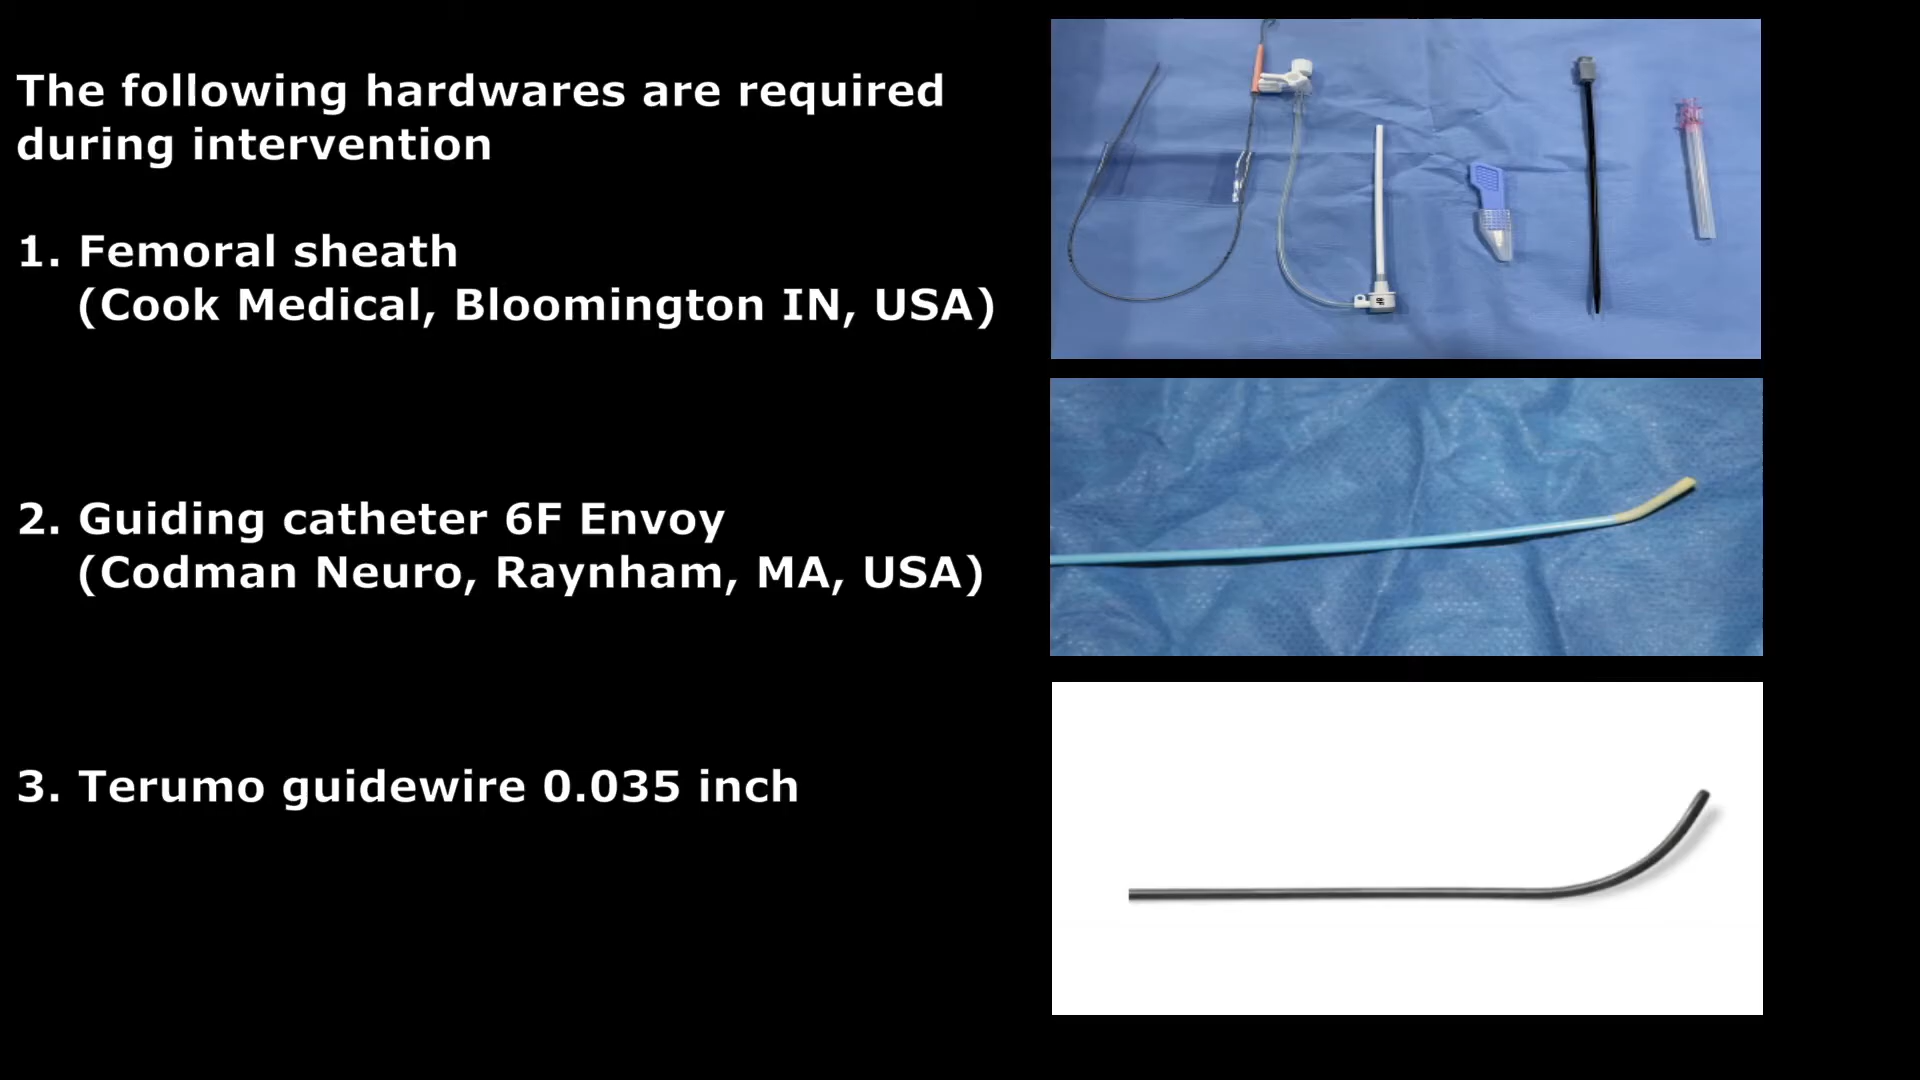 The following hardwares are required
during intervention
1. Femoral sheath
(Cook Medical, Bloomington IN, USA)
2. Guiding catheter 6F Envoy
(Codman Neuro, Raynham, MA, USA)
3. Terumo guidewire 0.035 inch